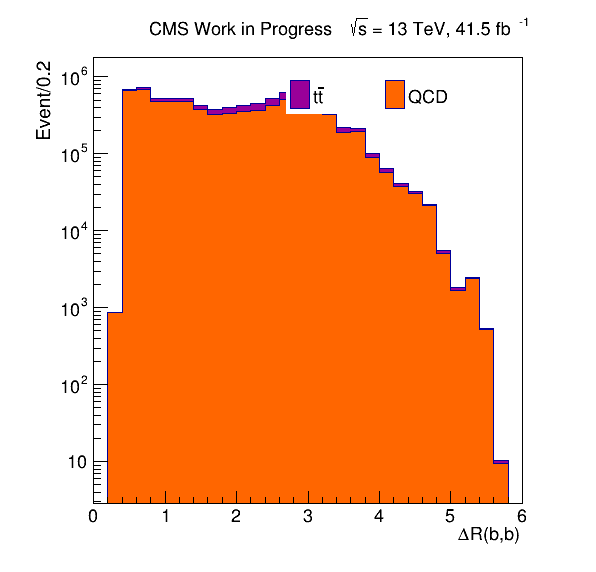 CMS Work in Progress √s = 13 TeV, 41.5 fb⁻¹
Event/0.2
10⁶
10⁵
10⁴
10³
10²
10
tt̄
QCD
0 1 2 3 4 5 6
ΔR(b,b)